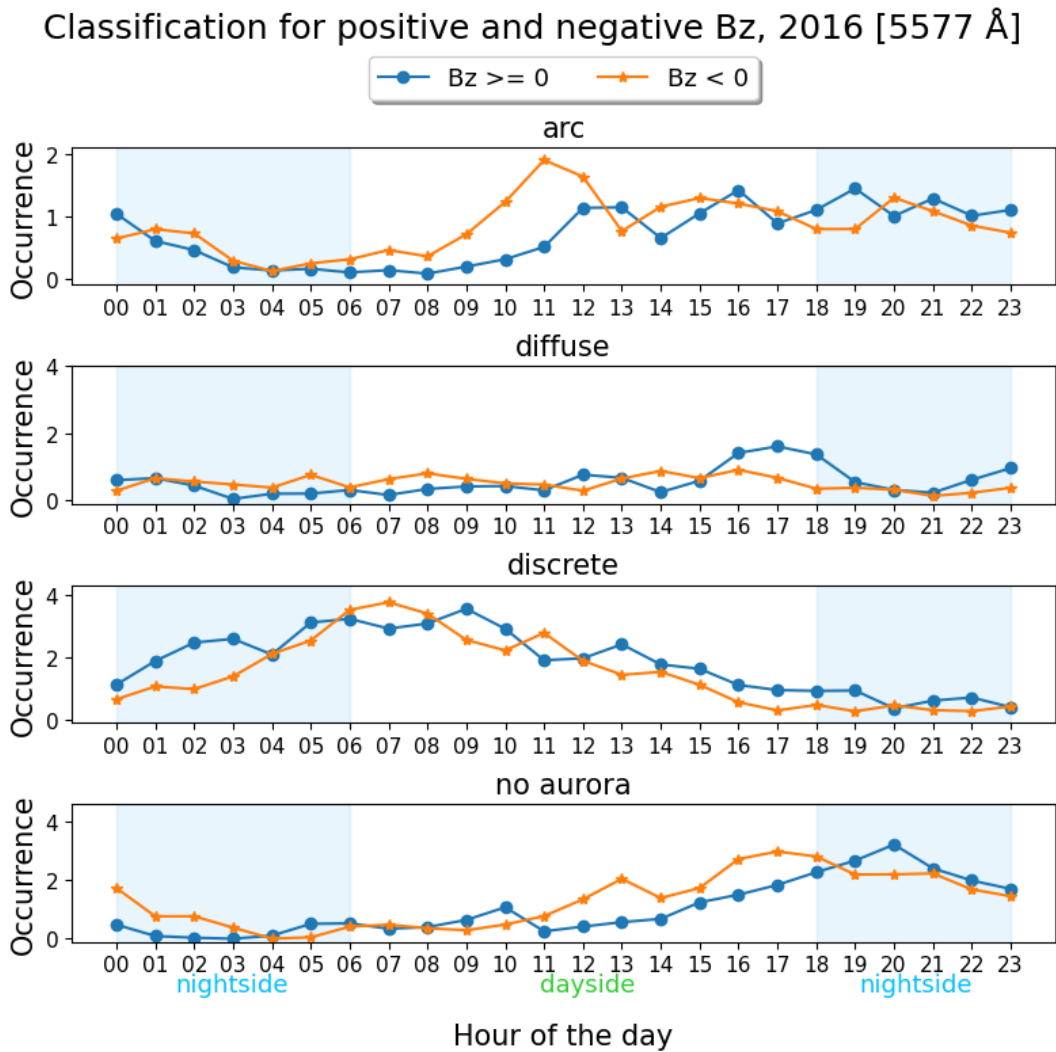 Classification for positive and negative Bz, 2016 [5577 Å]
Bz >= 0 Bz < 0
arc
Occurrence
2
1
0
00 01 02 03 04 05 06 07 08 09 10 11 12 13 14 15 16 17 18 19 20 21 22 23
diffuse
Occurrence
4
2
0
00 01 02 03 04 05 06 07 08 09 10 11 12 13 14 15 16 17 18 19 20 21 22 23
discrete
Occurrence
4
2
0
00 01 02 03 04 05 06 07 08 09 10 11 12 13 14 15 16 17 18 19 20 21 22 23
no aurora
Occurrence
4
2
0
00 01 02 03 04 05 06 07 08 09 10 11 12 13 14 15 16 17 18 19 20 21 22 23
nightside dayside nightside
Hour of the day